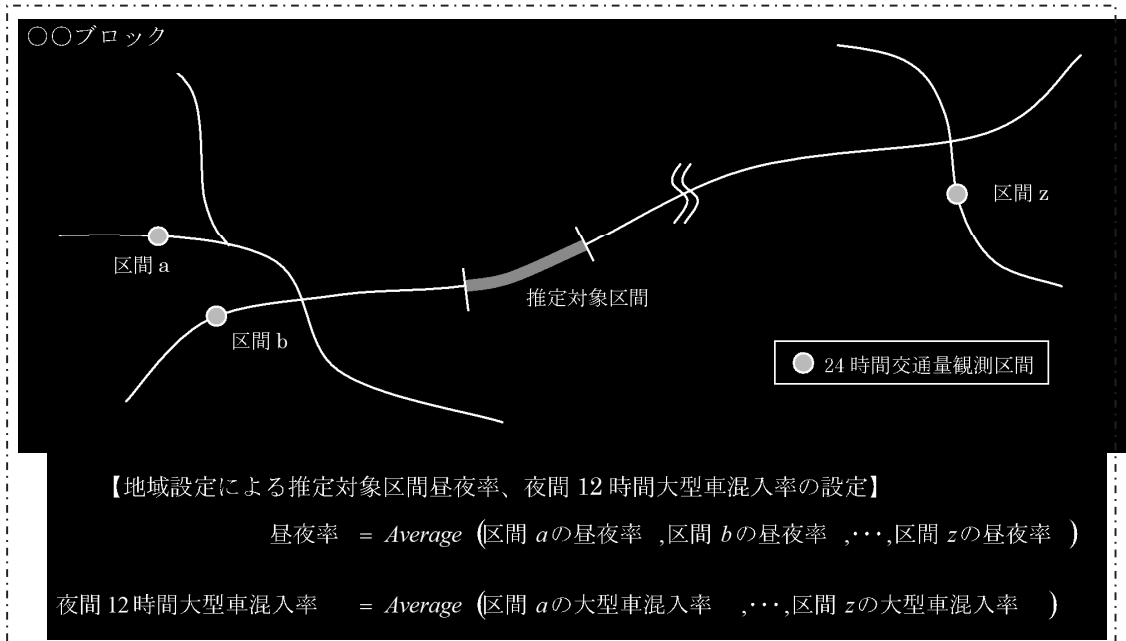 ○○ブロック
区間 z
区間 a
推定対象区間
区間 b
24 時間交通量観測区間
【地域設定による推定対象区間昼夜率、夜間 12 時間大型車混入率の設定】
昼夜率 = Average (区間 aの昼夜率 ,区間 bの昼夜率 ,･･･,区間 zの昼夜率 )
夜間 12時間大型車混入率 = Average (区間 aの大型車混入率 ,･･･,区間 zの大型車混入率 )